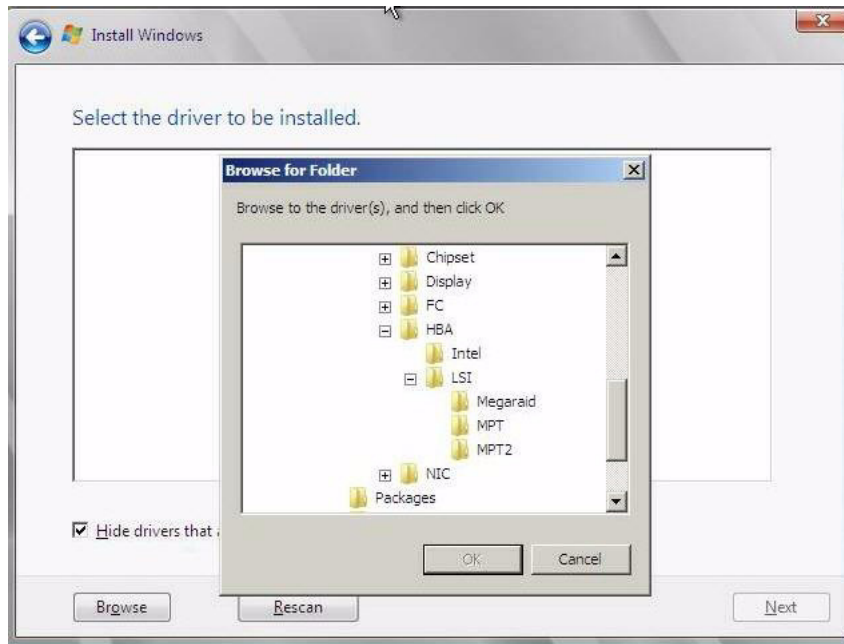 Install Windows
Select the driver to be installed.
Browse for Folder
Browse to the driver(s), and then click OK
Chipset
Display
FC
HBA
Intel
LSI
Megaraid
MPT
MPT2
NIC
Packages
Hide drivers that
OK Cancel
Browse Rescan Next